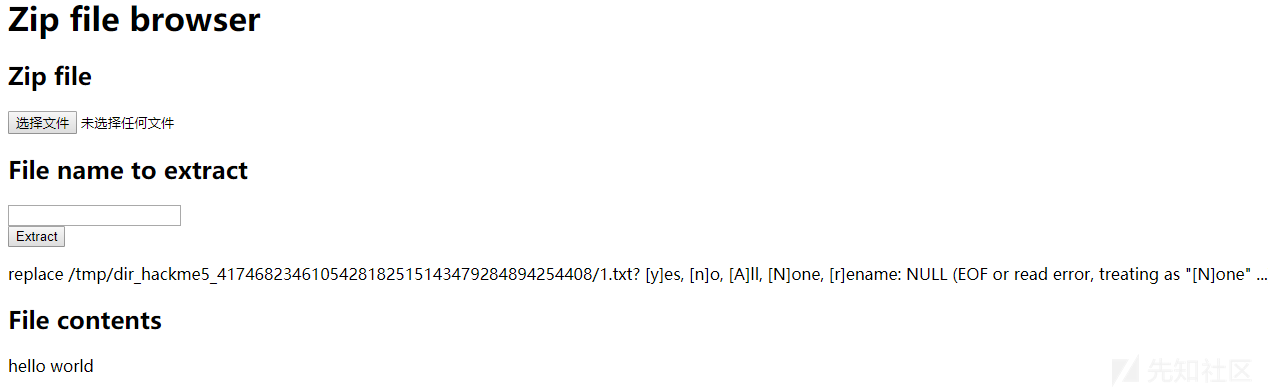 Zip file browser
Zip file
选择文件 未选择任何文件
File name to extract
Extract
replace /tmp/dir_hackme5_41746823461054281825151434792848942​54408/1.txt? [y]es, [n]o, [A]ll, [N]one, [r]ename: NULL (EOF or read error, treating as "[N]one" ...
File contents
hello world
先知社区